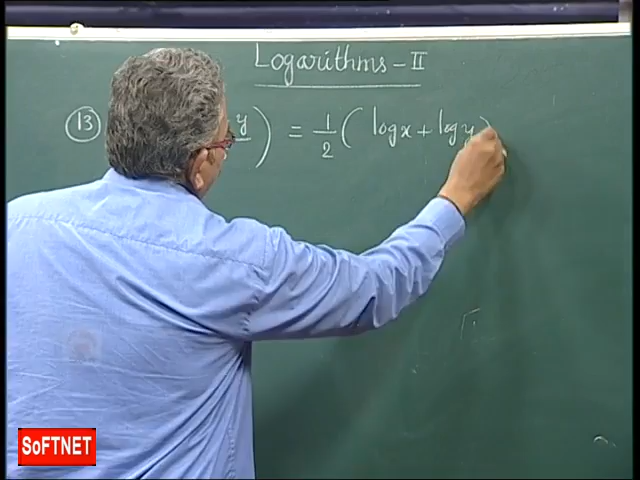 Logarithms - II
(13) y ) = 1/2 ( log x + log y )
SoFTNET